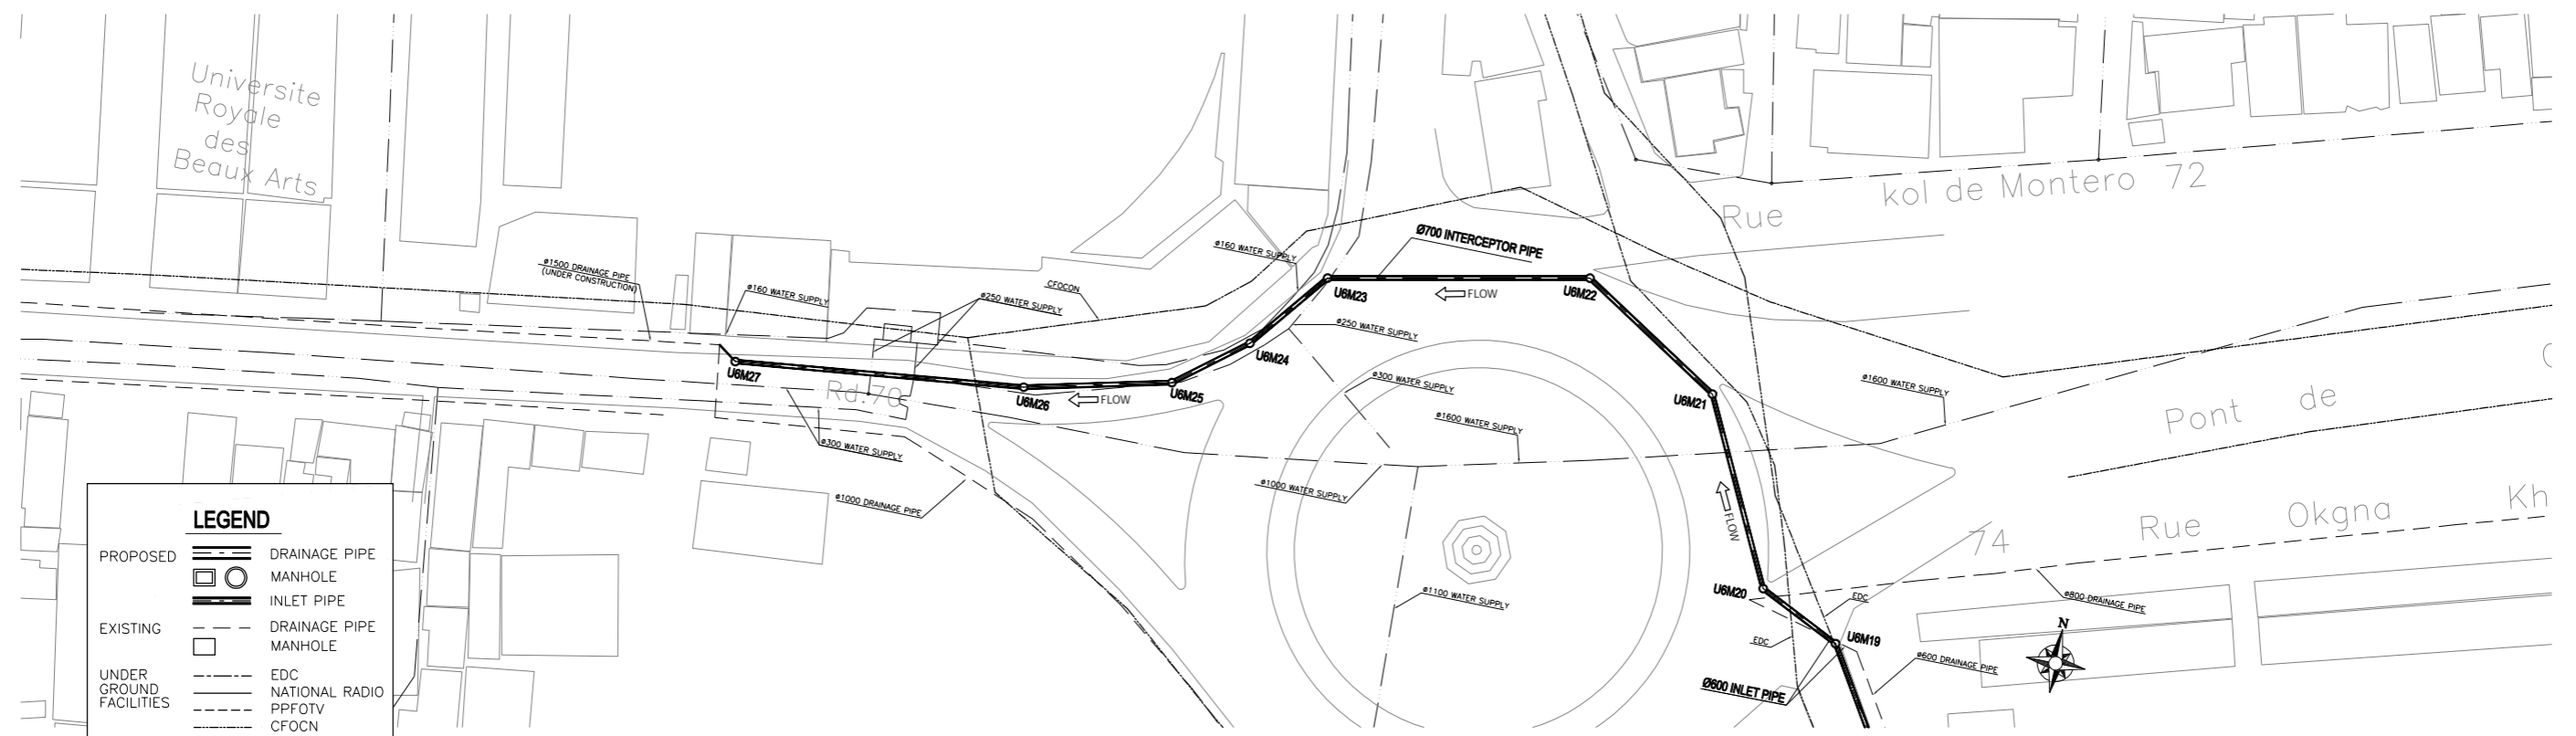 Universite
Royale
des
Beaux Arts
Rue kol de Montero 72
Ø1500 DRAINAGE PIPE
(UNDER CONSTRUCTION)
Ø160 WATER SUPPLY
Ø250 WATER SUPPLY
CFOCON
Ø160 WATER SUPPLY
Ø700 INTERCEPTOR PIPE
U6M23
FLOW
U6M22
Ø250 WATER SUPPLY
U6M24
U6M27
Rd.70
U6M26
FLOW
U6M25
Ø300 WATER SUPPLY
U6M21
Ø1600 WATER SUPPLY
Pont de
Ø1600 WATER SUPPLY
Ø300 WATER SUPPLY
Ø1000 WATER SUPPLY
Ø1000 DRAINAGE PIPE
FLOW
74 Rue Okgna Kh
U6M20
EDC
Ø800 DRAINAGE PIPE
Ø1100 WATER SUPPLY
EDC
U6M19
N
Ø600 DRAINAGE PIPE
Ø600 INLET PIPE
LEGEND
PROPOSED DRAINAGE PIPE
MANHOLE
INLET PIPE
EXISTING DRAINAGE PIPE
MANHOLE
UNDER GROUND FACILITIES
EDC
NATIONAL RADIO
PPFOTV
CFOCN